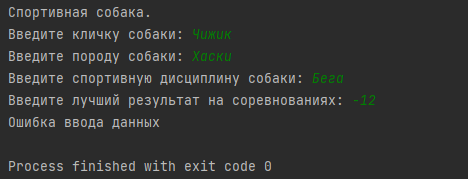 Спортивная собака.
Введите кличку собаки: Чижик
Введите породу собаки: Хаски
Введите спортивную дисциплину собаки: Бега
Введите лучший результат на соревнованиях: -12
Ошибка ввода данных
Process finished with exit code 0